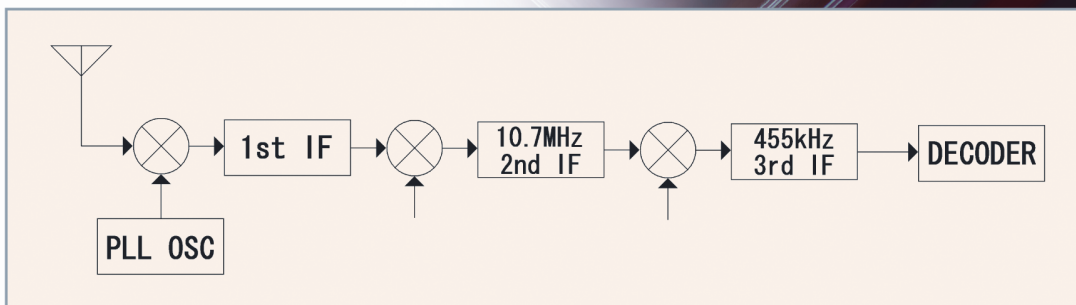 1st IF
10.7MHz
2nd IF
455kHz
3rd IF
DECODER
PLL OSC